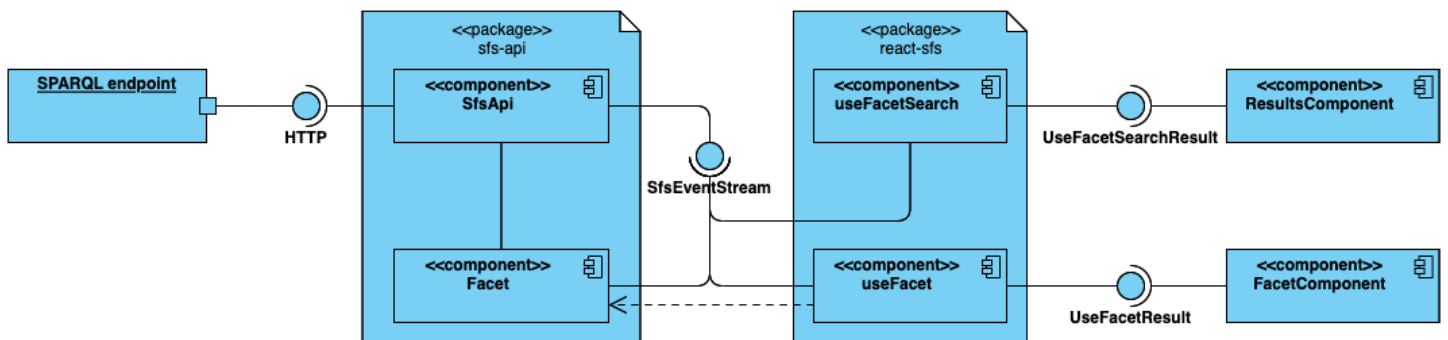 <<package>>
sfs-api
<<package>>
react-sfs
SPARQL endpoint
<<component>>
SfsApi
<<component>>
useFacetSearch
<<component>>
ResultsComponent
HTTP
UseFacetSearchResult
SfsEventStream
<<component>>
Facet
<<component>>
useFacet
<<component>>
FacetComponent
UseFacetResult